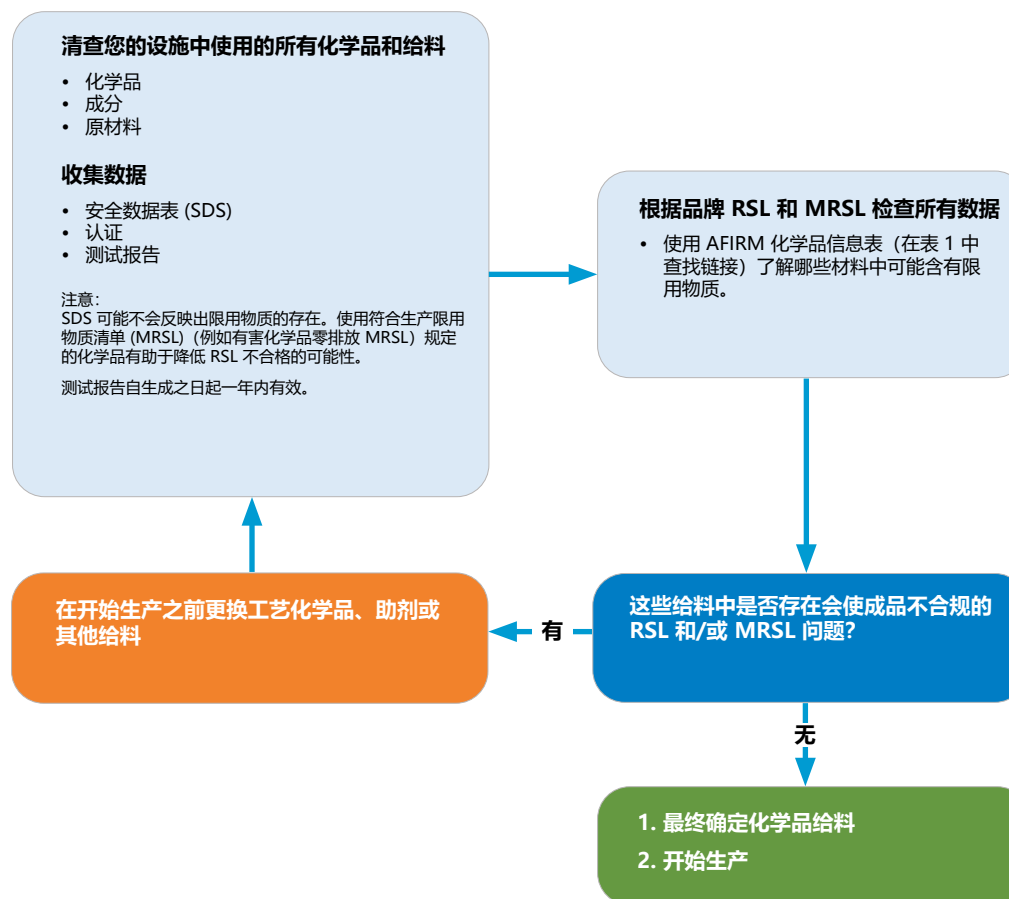 清查您的设施中使用的所有化学品和给料
• 化学品
• 成分
• 原材料
收集数据
• 安全数据表 (SDS)
• 认证
• 测试报告
注意：
SDS 可能不会反映出限用物质的存在。使用符合生产限用
物质清单 (MRSL)（例如有害化学品零排放 MRSL）规定
的化学品有助于降低 RSL 不合格的可能性。
测试报告自生成之日起一年内有效。
根据品牌 RSL 和 MRSL 检查所有数据
• 使用 AFIRM 化学品信息表（在表 1 中
查找链接）了解哪些材料中可能含有限
用物质。
这些给料中是否存在会使成品不合规的
RSL 和/或 MRSL 问题？
有
在开始生产之前更换工艺化学品、助剂或
其他给料
无
1. 最终确定化学品给料
2. 开始生产